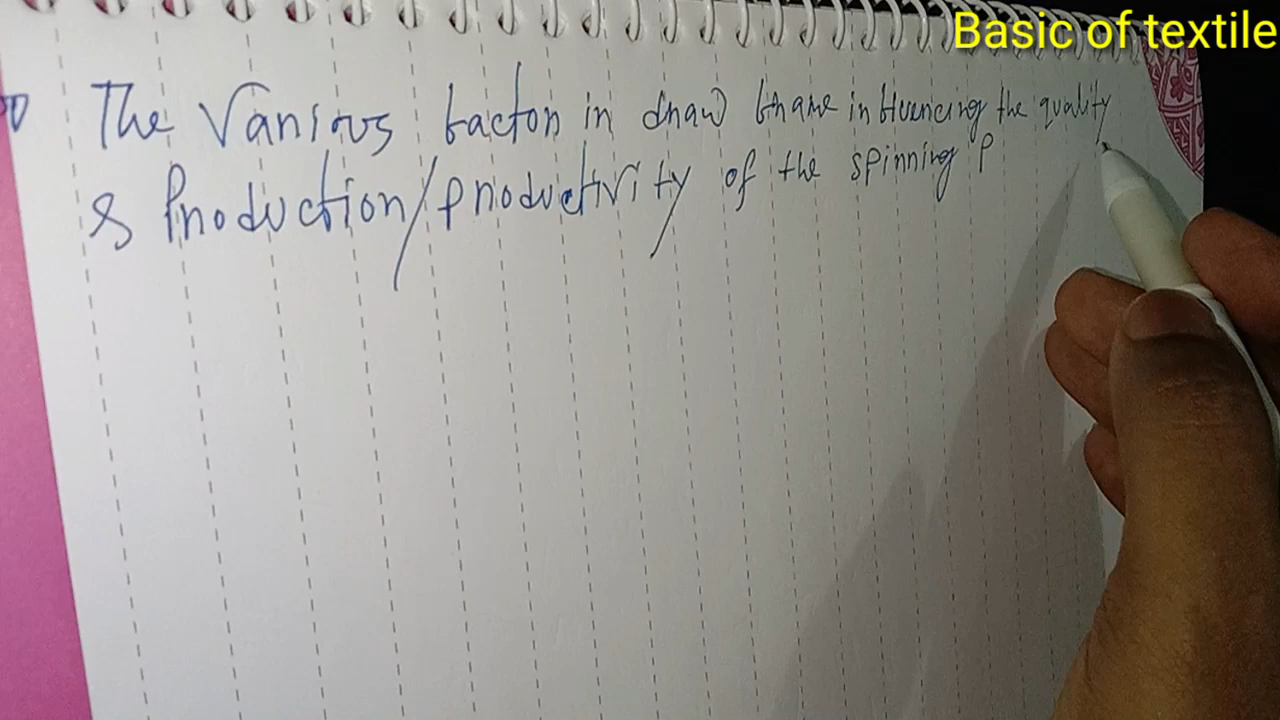 Basic of textile
The Various factor in draw frame influencing the quality
& Production/productivity of the spinning P